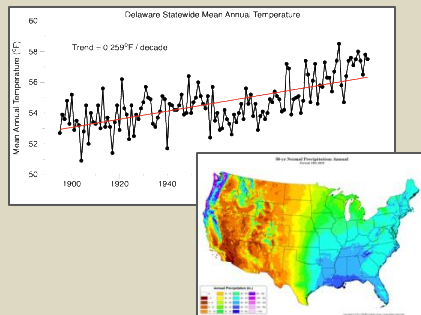 Delaware Statewide Mean Annual Temperature
Trend = 0.259°F / decade
Mean Annual Temperature (°F)
60
58
56
54
52
50
1900
1920
1940
30-yr Normal Precipitation: Annual
Annual Precipitation (in.)